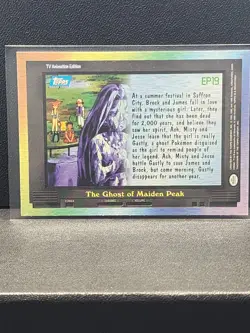 TV Animation Edition
Topps
EP19
At a summer festival in Saffron
City, Brock and James fall in love
with a mysterious girl. Later, they
find out that she has been dead
for 2,000 years, and believe they
saw her spirit. Ash, Misty and
Jesse learn that the girl is really
Gastly, a ghost Pokémon disguised
as the girl to remind people of
her legend. Ash, Misty and Jesse
battle Gastly to save James and
Brock, but come morning, Gastly
disappears for another year.
The Ghost of Maiden Peak